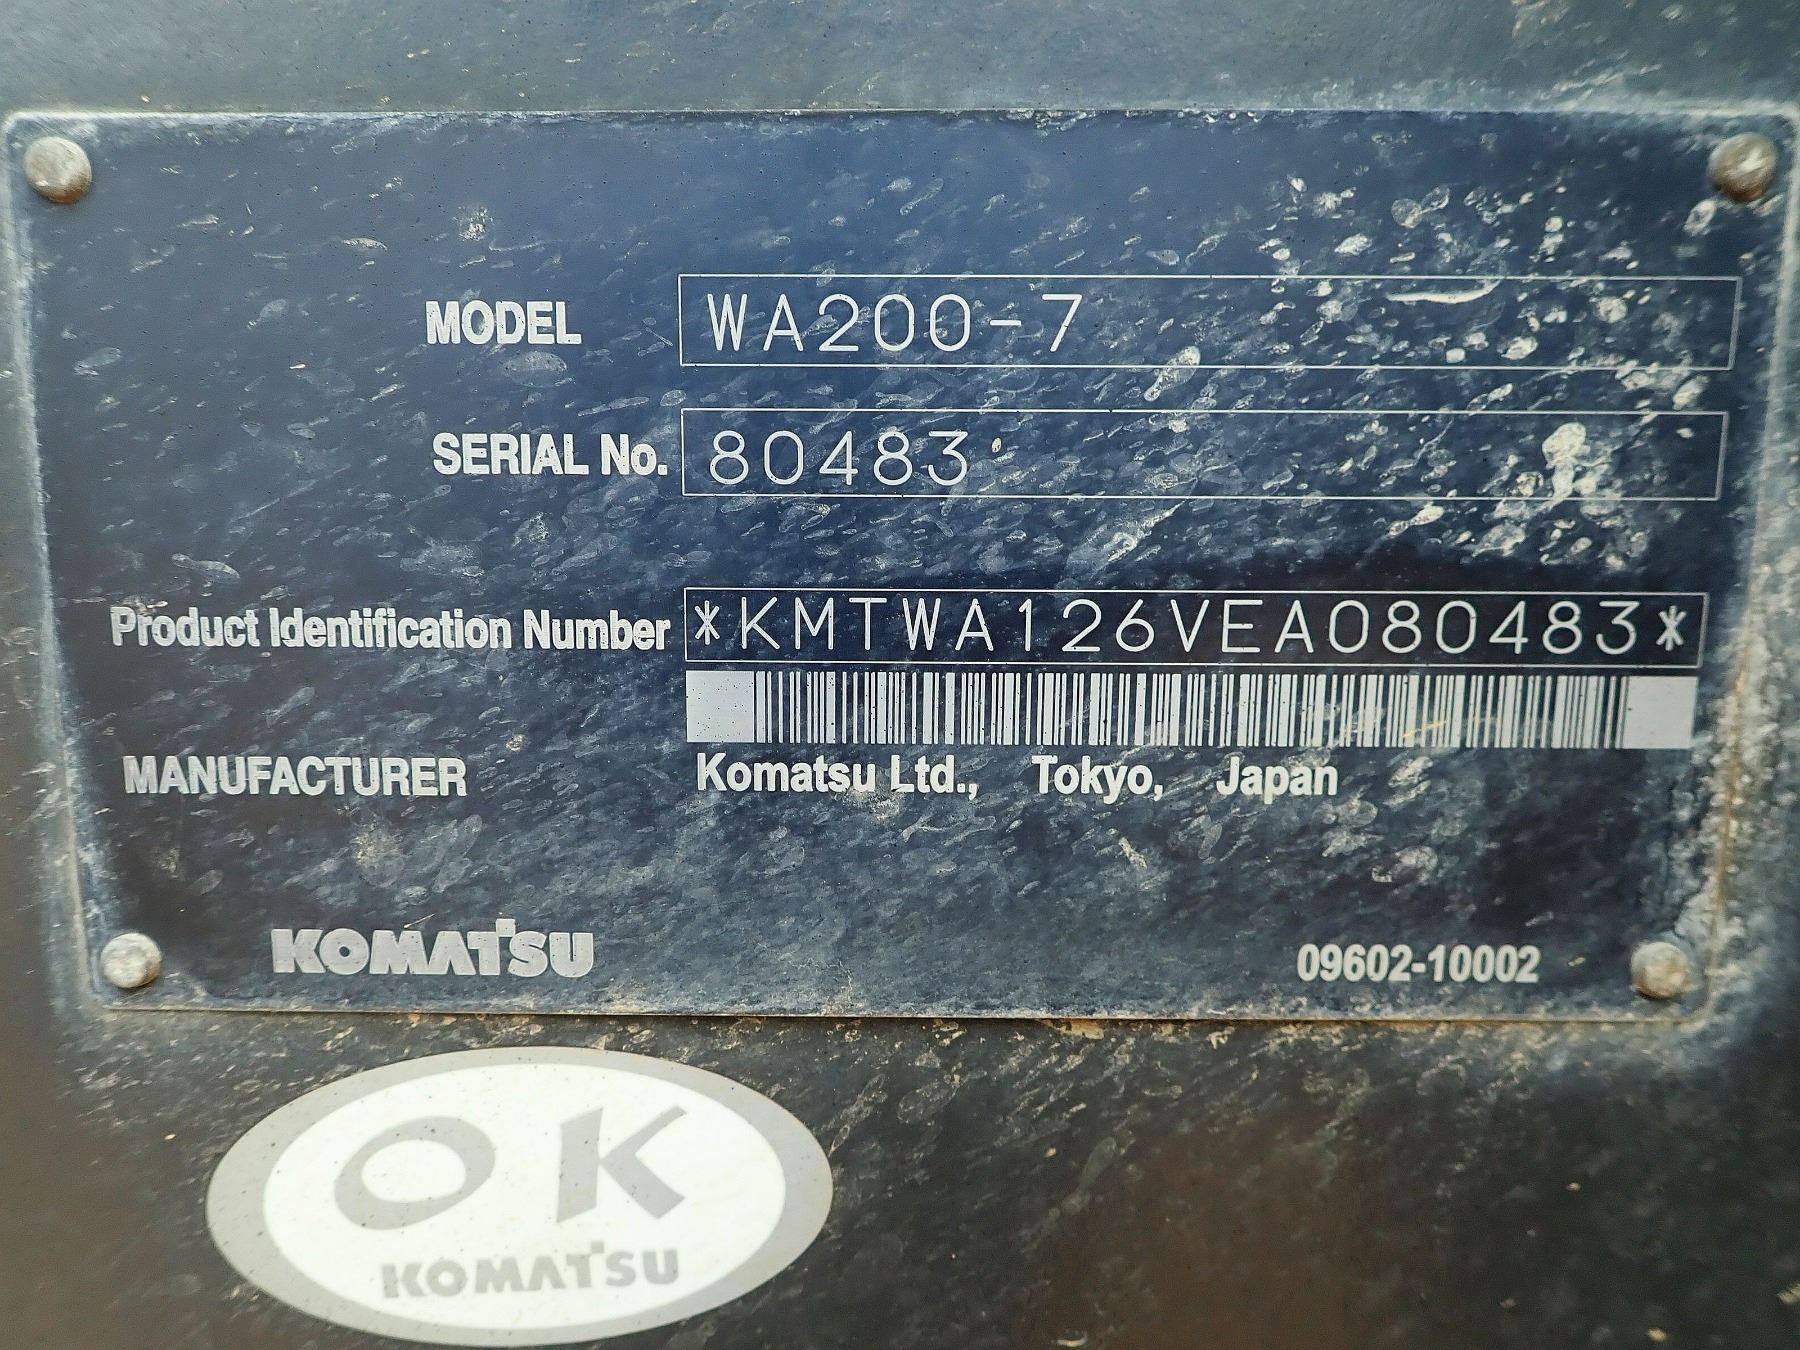 MODEL WA200-7
SERIAL No. 80483
Product Identification Number *KMTWA126VEA080483*
MANUFACTURER Komatsu Ltd., Tokyo, Japan
KOMATSU 09602-10002
OK
KOMATSU